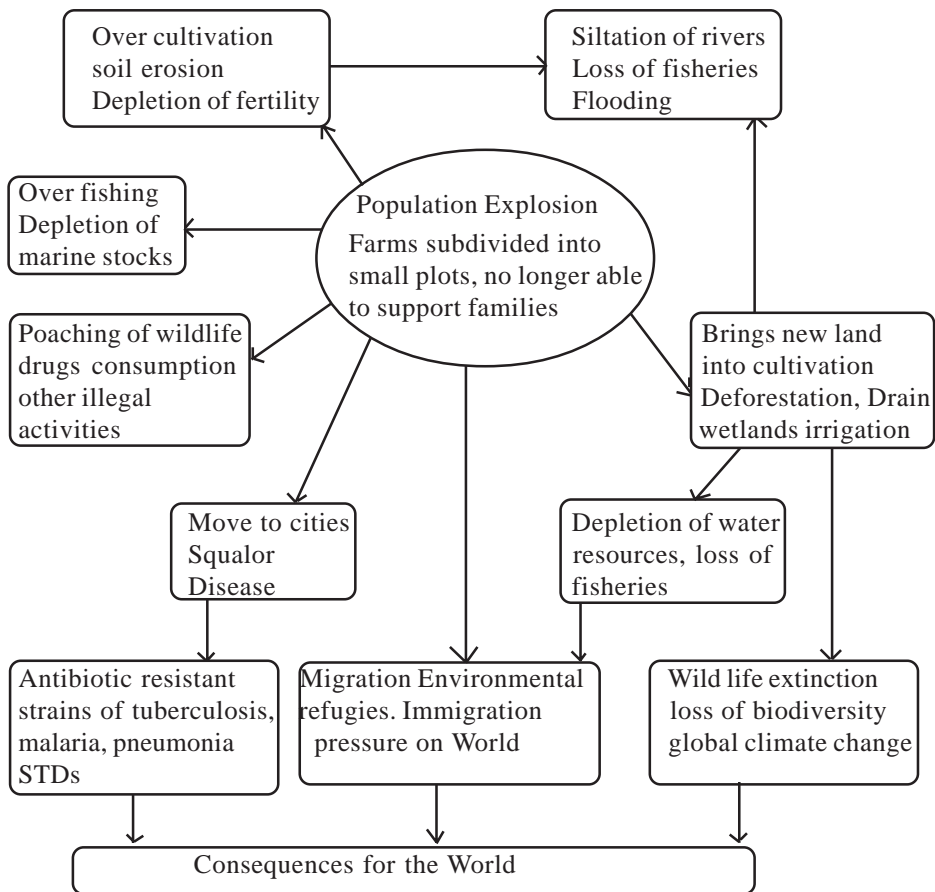 Over cultivation
soil erosion
Depletion of fertility
Siltation of rivers
Loss of fisheries
Flooding
Over fishing
Depletion of
marine stocks
Population Explosion
Farms subdivided into
small plots, no longer able
to support families
Poaching of wildlife
drugs consumption
other illegal
activities
Brings new land
into cultivation
Deforestation, Drain
wetlands irrigation
Move to cities
Squalor
Disease
Depletion of water
resources, loss of
fisheries
Antibiotic resistant
strains of tuberculosis,
malaria, pneumonia
STDs
Migration Environmental
refugies. Immigration
pressure on World
Wild life extinction
loss of biodiversity
global climate change
Consequences for the World